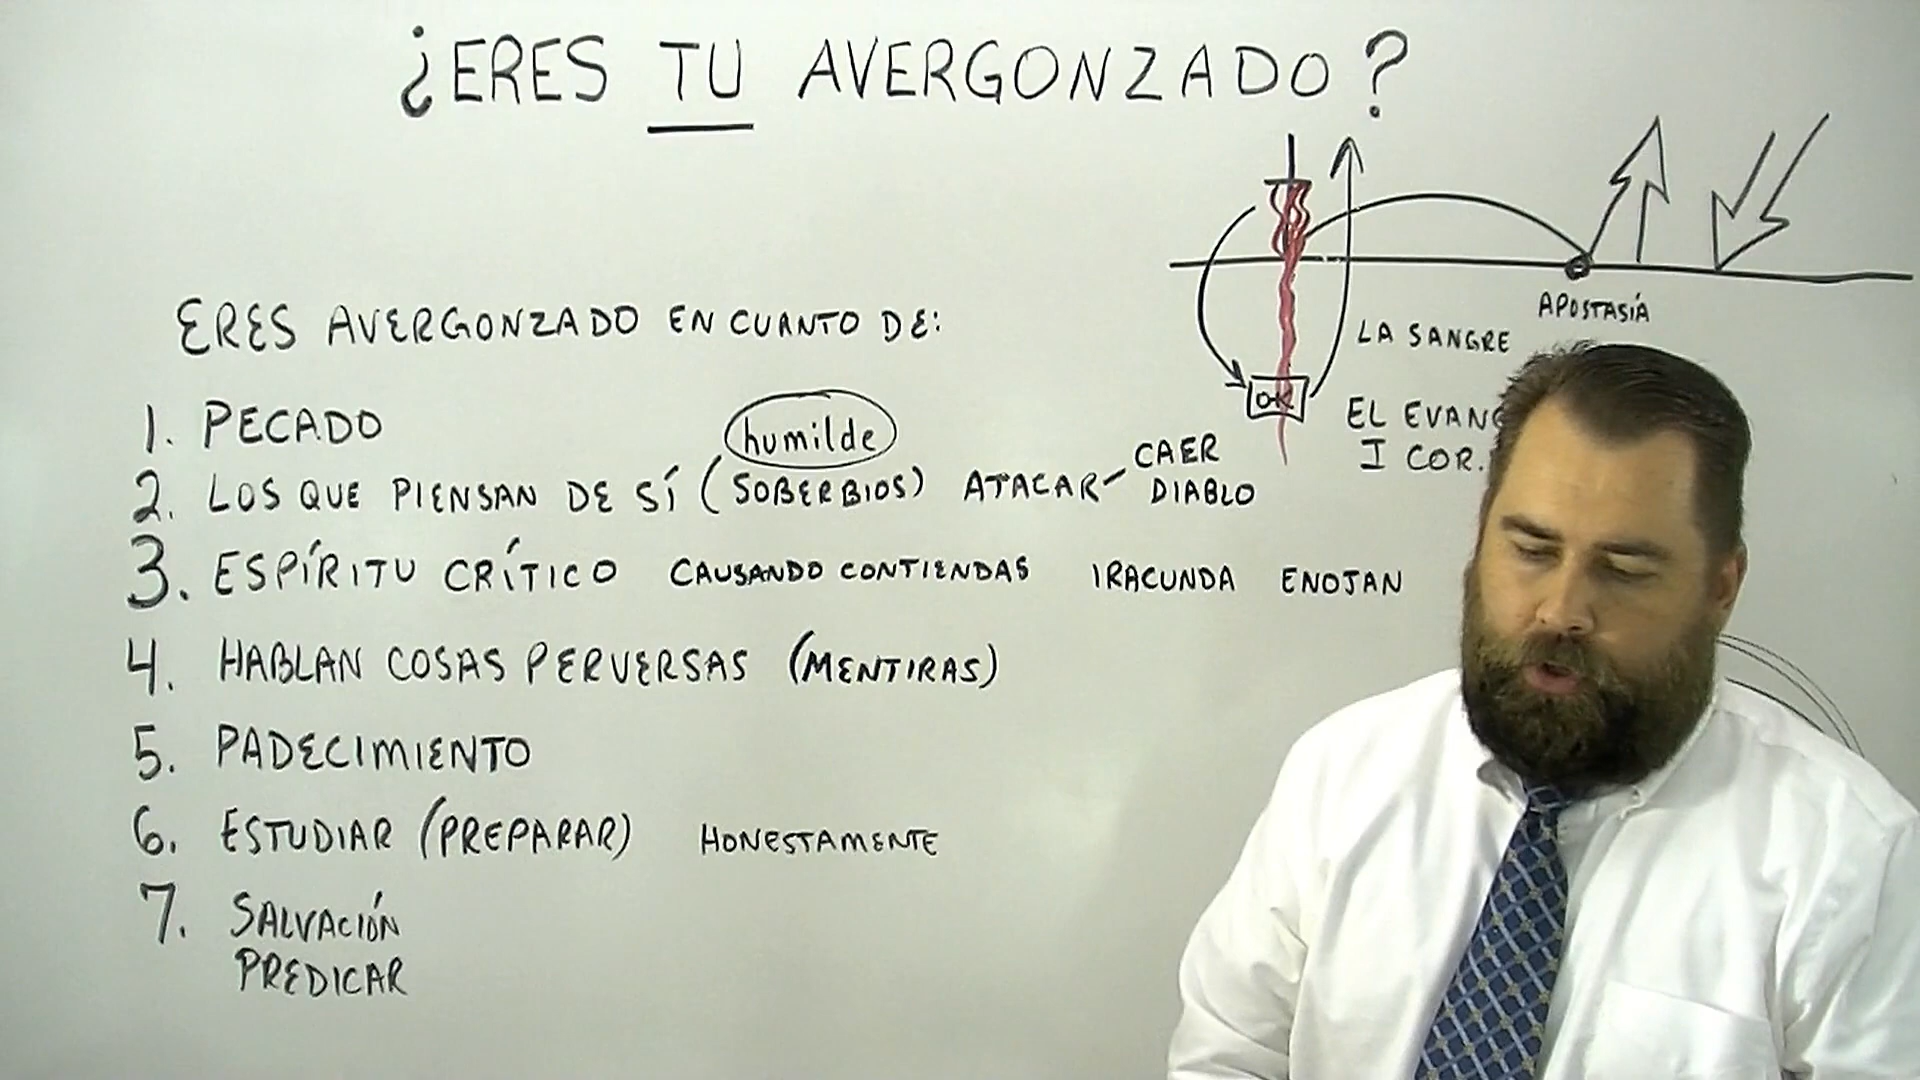 ¿ERES TU AVERGONZADO?
APOSTASÍA
LA SANGRE
OK
EL
I COR.
ERES AVERGONZADO EN CUANTO DE:
1. PECADO
humilde
2. LOS QUE PIENSAN DE SÍ (SOBERBIOS) ATACAR - CAER
DIABLO
3. ESPÍRITU CRÍTICO CAUSANDO CONTIENDAS IRACUNDA ENOJAN
4. HABLAN COSAS PERVERSAS (MENTIRAS)
5. PADECIMIENTO
6. ESTUDIAR (PREPARAR) HONESTAMENTE
7. SALVACIÓN
PREDICAR